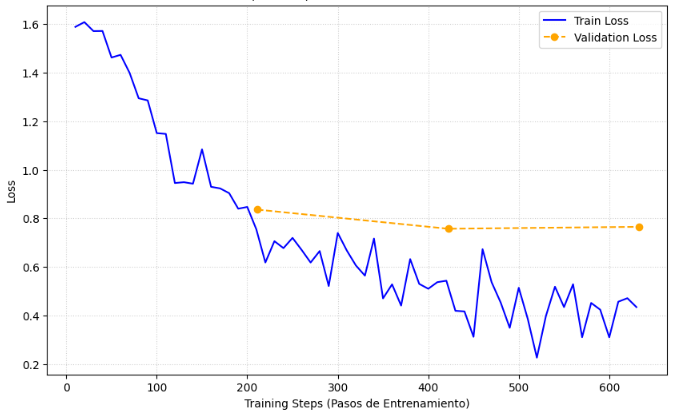 Train Loss
Validation Loss
1.6
1.4
1.2
1.0
0.8
0.6
0.4
0.2
Loss
0 100 200 300 400 500 600
Training Steps (Pasos de Entrenamiento)